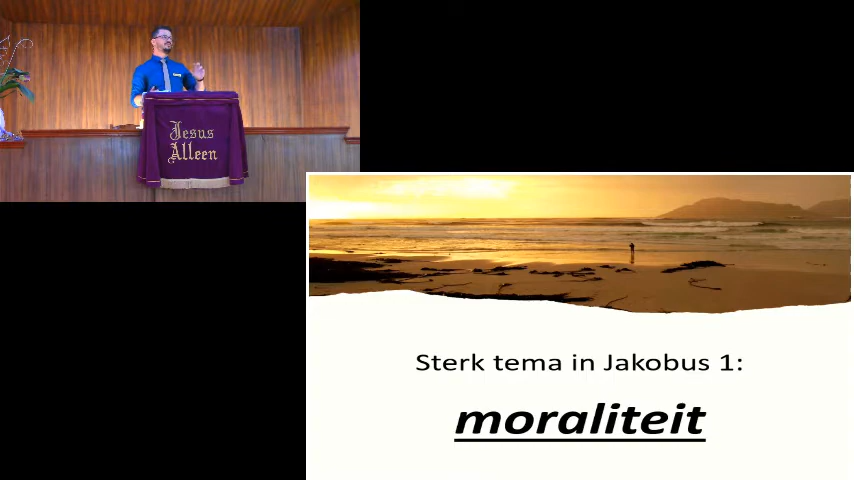 Jesus
Alleen
Sterk tema in Jakobus 1:
moraliteit